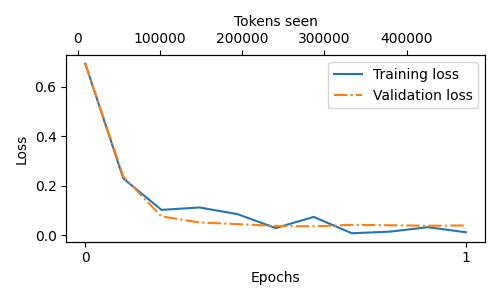 Tokens seen
0 100000 200000 300000 400000
Training loss
Validation loss
0.6
0.4
0.2
0.0
Loss
0 1
Epochs